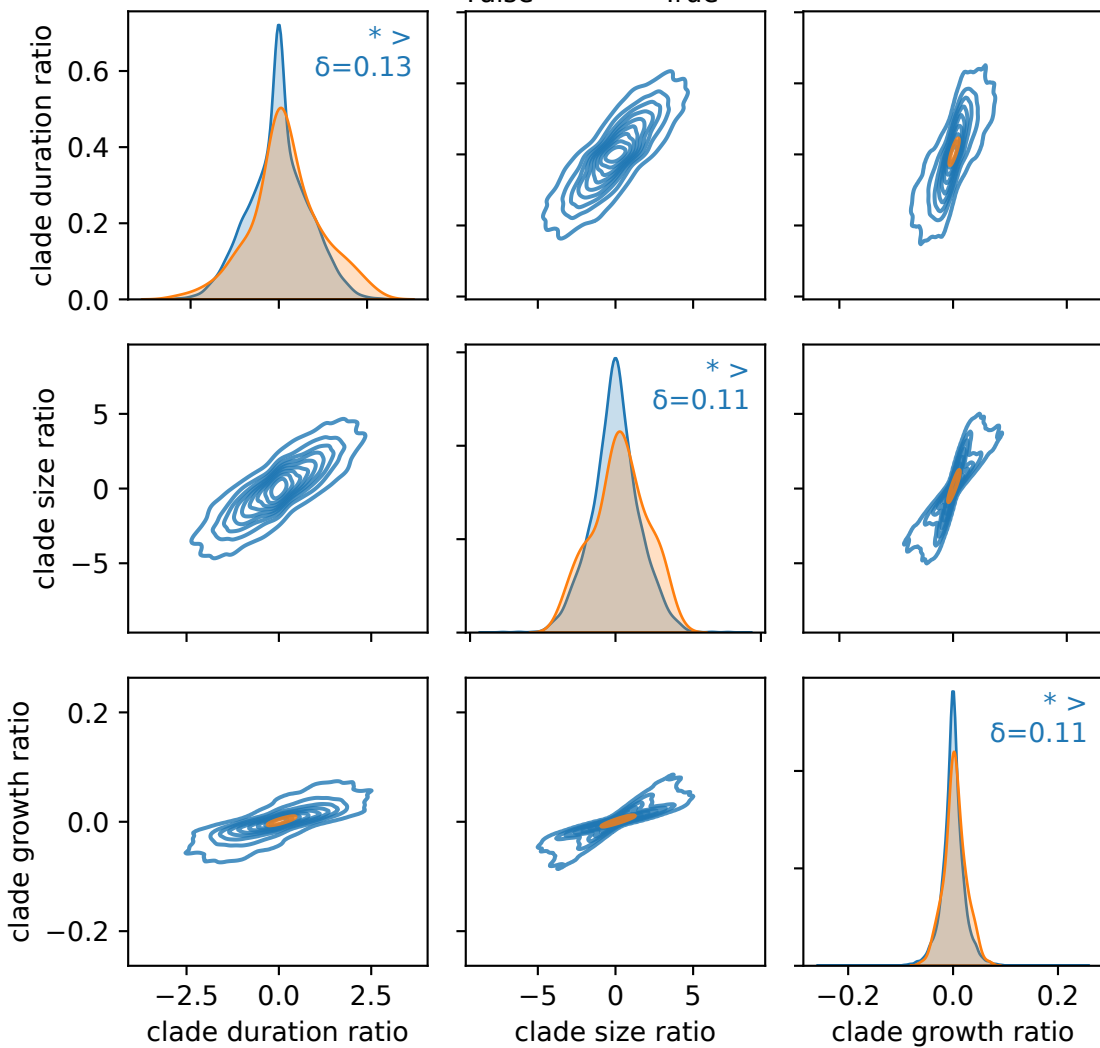 False True
clade duration ratio
0.6
0.4
0.2
0.0
* >
δ=0.13
clade size ratio
5
0
−5
* >
δ=0.11
clade growth ratio
0.2
0.0
−0.2
* >
δ=0.11
−2.5 0.0 2.5
−5 0 5
−0.2 0.0 0.2
clade duration ratio
clade size ratio
clade growth ratio